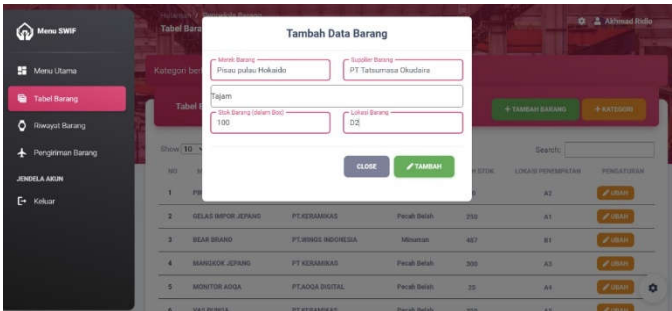 Menu SWIF
Menu Utama
Tabel Barang
Riwayat Barang
Pengiriman Barang
JENDELA AKUN
Keluar
Tabel Bara
Akhmad Ridlo
Kategori ber
Tambah Data Barang
Merek Barang
Pisau pulau Hokaido
Supplier Barang
PT Tatsumasa Okudaira
Tajam
Stok Barang (dalam Box)
100
Lokasi Barang
D2
CLOSE
TAMBAH
Tabel B
+ TAMBAH BARANG
+ KATEGORI
Show 10
Search:
NO
STOK
LOKASI PENEMPATAN
PENGATURAN
1
A2
UBAH
2 GELAS IMPOR JEPANG PT.KERAMIKAS Pecah Belah 250 A1 UBAH
3 BEAR BRAND PT.WINGS INDONESIA Minuman 487 B1 UBAH
4 MANGKOK JEPANG PT KERAMIKAS Pecah Belah 300 A3 UBAH
5 MONITOR AOQA PT.AOQA DIGITAL Pecah Belah 20 A4 UBAH